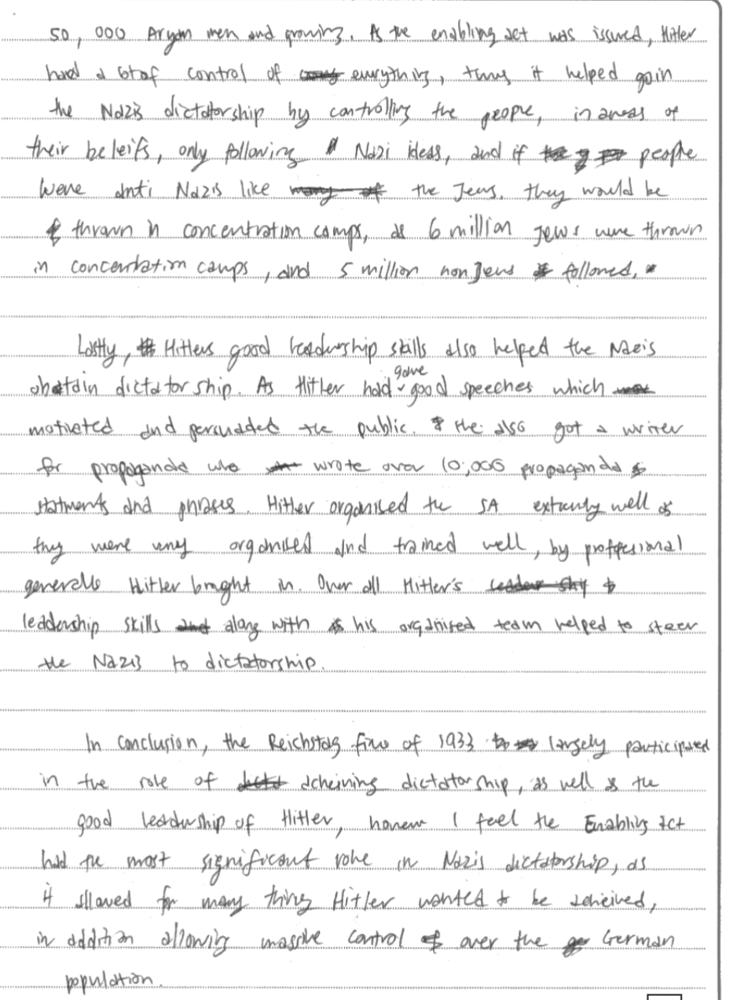 50,000 Aryan men and growing. As the enabling act was issued, Hitler
had a lot of control of everything, thus it helped gain
the Nazis dictatorship by controlling the people, in areas of
their beleifs, only following Nazi ideas, and if people
were anti Nazis like the Jews. they would be
thrown in concentration camps, as 6 million Jews were thrown
in concentration camps, and 5 million non Jews followed.
Lastly, Hitlers good leadership skills also helped the Nazis
obatain dictatorship. As Hitler had gave good speeches which
motivated and persuaded the public. He also got a writer
for propaganda who wrote over 10,000 propaganda
statments and phrases. Hitler organised the SA extremly well as
they were very organised and trained well, by proffesional
generalls Hitler brought in. Over all Hitler's
leadership skills along with his organised team helped to steer
the Nazis to dictatorship.
In conclusion, the Reichstag fire of 1933 largely participated
in the role of acheining dictatorship, as well as the
good leadership of Hitler, however I feel the Enabling act
had the most significant role in Nazis dictatorship, as
it allowed for many things Hitler wanted to be acheived,
in addition allowing massive control over the German
population.